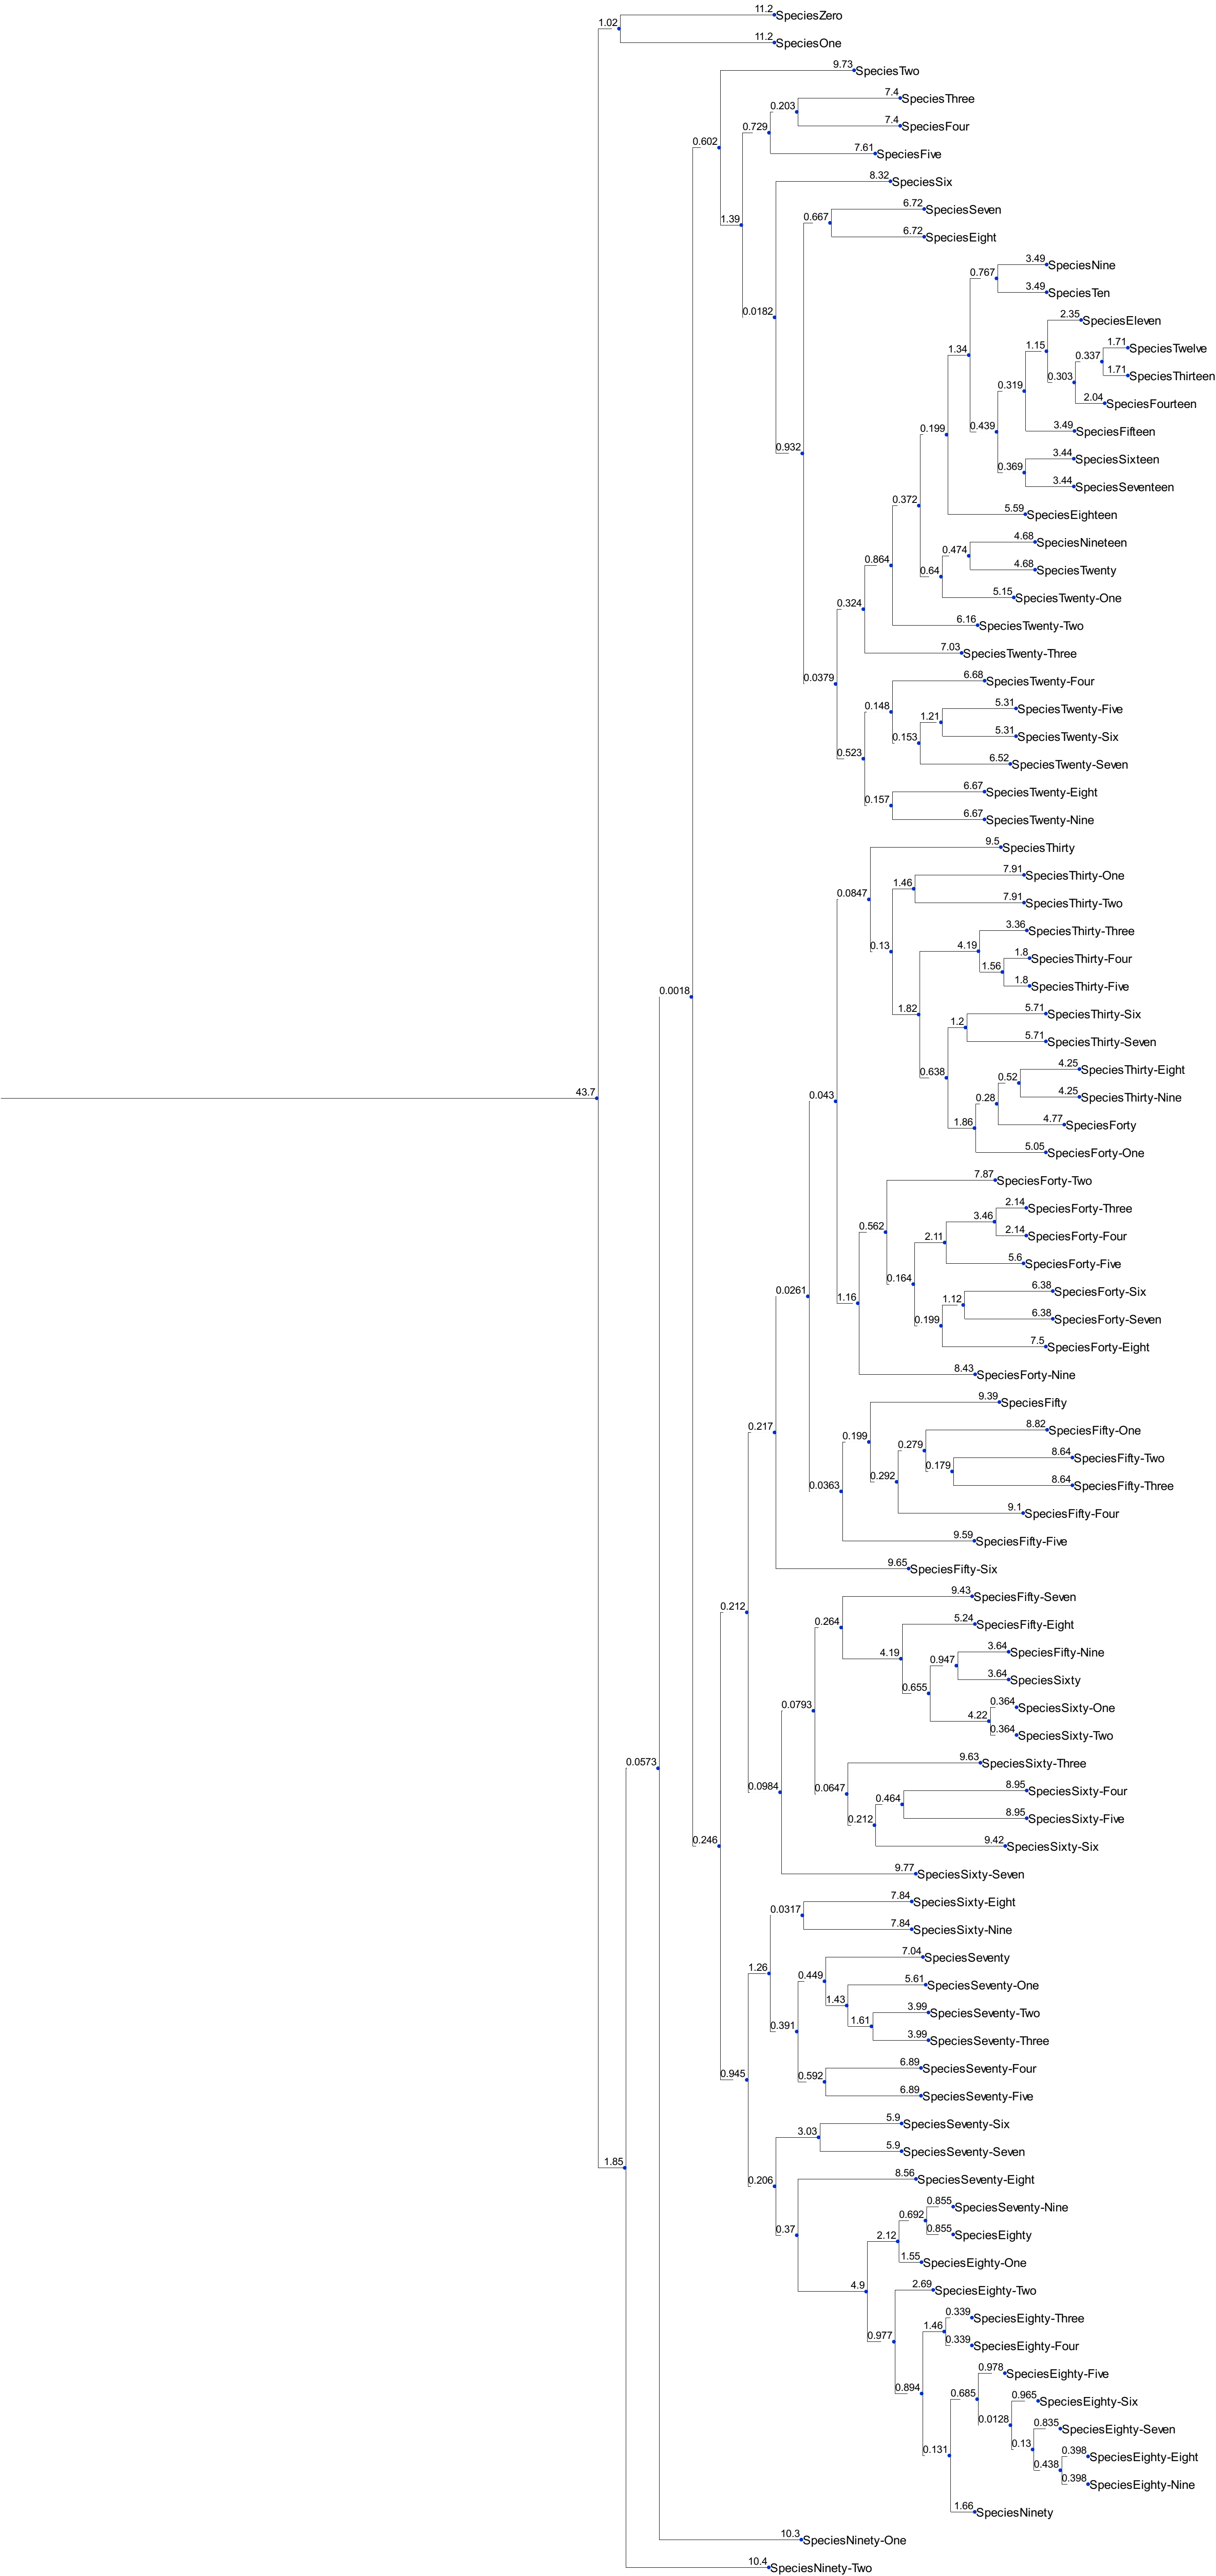 11.2 SpeciesZero
1.02
11.2 SpeciesOne
9.73 SpeciesTwo
7.4 SpeciesThree
0.203
7.4 SpeciesFour
0.729
0.602
7.61 SpeciesFive
8.32 SpeciesSix
6.72 SpeciesSeven
0.667
1.39
6.72 SpeciesEight
3.49 SpeciesNine
0.767
3.49 SpeciesTen
0.0182
2.35 SpeciesEleven
1.71 SpeciesTwelve
1.15
1.34
0.337
1.71 SpeciesThirteen
0.303
0.319
2.04 SpeciesFourteen
0.439
3.49 SpeciesFifteen
0.199
0.932
3.44 SpeciesSixteen
0.369
3.44 SpeciesSeventeen
0.372
5.59 SpeciesEighteen
4.68 SpeciesNineteen
0.474
0.864
4.68 SpeciesTwenty
0.64
5.15 SpeciesTwenty-One
0.324
6.16 SpeciesTwenty-Two
7.03 SpeciesTwenty-Three
0.0379
6.68 SpeciesTwenty-Four
0.148
5.31 SpeciesTwenty-Five
1.21
5.31 SpeciesTwenty-Six
0.153
0.523
6.52 SpeciesTwenty-Seven
6.67 SpeciesTwenty-Eight
0.157
6.67 SpeciesTwenty-Nine
9.5 SpeciesThirty
7.91 SpeciesThirty-One
1.46
0.0847
7.91 SpeciesThirty-Two
3.36 SpeciesThirty-Three
0.13
4.19
1.8 SpeciesThirty-Four
1.56
1.8 SpeciesThirty-Five
0.0018
1.82
5.71 SpeciesThirty-Six
1.2
5.71 SpeciesThirty-Seven
4.25 SpeciesThirty-Eight
0.638
0.52
43.7
4.25 SpeciesThirty-Nine
0.043
0.28
4.77 SpeciesForty
1.86
5.05 SpeciesForty-One
7.87 SpeciesForty-Two
2.14 SpeciesForty-Three
3.46
0.562
2.14 SpeciesForty-Four
2.11
5.6 SpeciesForty-Five
0.164
0.0261
6.38 SpeciesForty-Six
1.16
1.12
6.38 SpeciesForty-Seven
0.199
7.5 SpeciesForty-Eight
8.43 SpeciesForty-Nine
9.39 SpeciesFifty
0.217
8.82 SpeciesFifty-One
0.199
0.279
8.64 SpeciesFifty-Two
0.179
0.292
8.64 SpeciesFifty-Three
0.0363
9.1 SpeciesFifty-Four
9.59 SpeciesFifty-Five
9.65 SpeciesFifty-Six
9.43 SpeciesFifty-Seven
0.212
5.24 SpeciesFifty-Eight
0.264
3.64 SpeciesFifty-Nine
4.19
0.947
3.64 SpeciesSixty
0.655
0.364 SpeciesSixty-One
0.0793
4.22
0.364 SpeciesSixty-Two
9.63 SpeciesSixty-Three
0.0573
8.95 SpeciesSixty-Four
0.0984
0.0647
0.464
8.95 SpeciesSixty-Five
0.212
9.42 SpeciesSixty-Six
0.246
9.77 SpeciesSixty-Seven
7.84 SpeciesSixty-Eight
0.0317
7.84 SpeciesSixty-Nine
7.04 SpeciesSeventy
1.26
0.449
5.61 SpeciesSeventy-One
1.43
3.99 SpeciesSeventy-Two
0.391
1.61
3.99 SpeciesSeventy-Three
6.89 SpeciesSeventy-Four
0.945
0.592
6.89 SpeciesSeventy-Five
5.9 SpeciesSeventy-Six
3.03
5.9 SpeciesSeventy-Seven
1.85
8.56 SpeciesSeventy-Eight
0.206
0.855 SpeciesSeventy-Nine
0.692
0.37
0.855 SpeciesEighty
2.12
1.55 SpeciesEighty-One
4.9
2.69 SpeciesEighty-Two
0.339 SpeciesEighty-Three
1.46
0.977
0.339 SpeciesEighty-Four
0.978 SpeciesEighty-Five
0.894
0.685
0.965 SpeciesEighty-Six
0.0128
0.835 SpeciesEighty-Seven
0.13
0.131
0.398 SpeciesEighty-Eight
0.438
0.398 SpeciesEighty-Nine
1.66 SpeciesNinety
10.3 SpeciesNinety-One
10.4 SpeciesNinety-Two